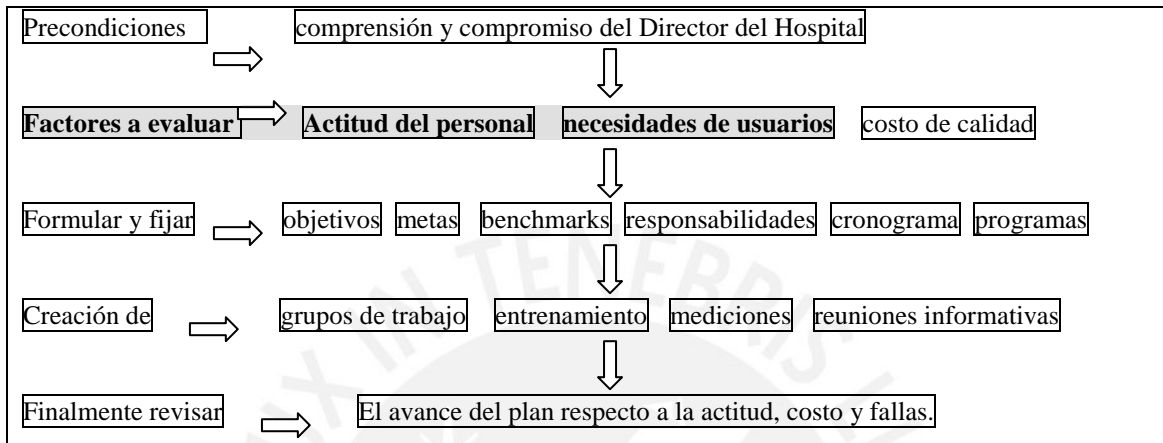 Precondiciones comprensión y compromiso del Director del Hospital
Factores a evaluar Actitud del personal necesidades de usuarios costo de calidad
Formular y fijar objetivos metas benchmarks responsabilidades cronograma programas
Creación de grupos de trabajo entrenamiento mediciones reuniones informativas
Finalmente revisar El avance del plan respecto a la actitud, costo y fallas.